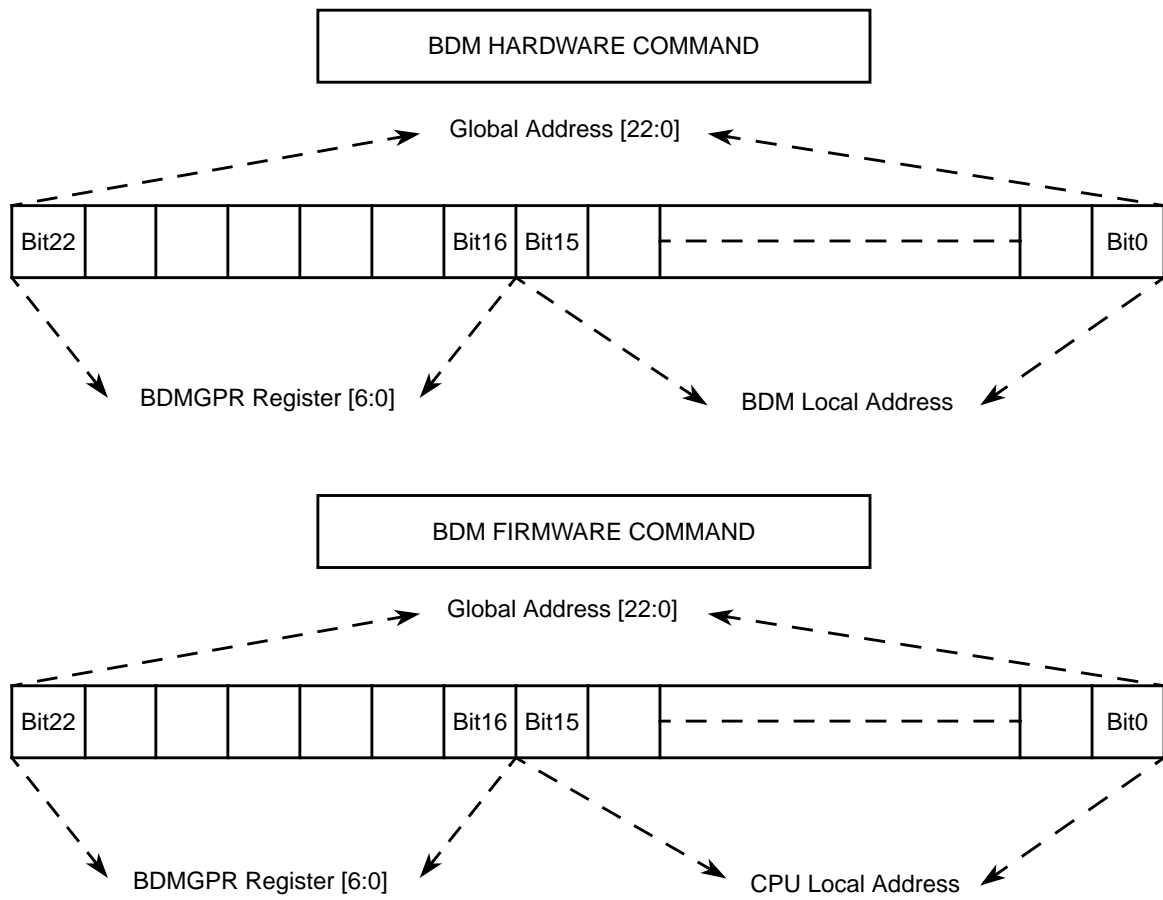 BDM HARDWARE COMMAND
Global Address [22:0]
Bit22 Bit16 Bit15 Bit0
BDMGPR Register [6:0] BDM Local Address
BDM FIRMWARE COMMAND
Global Address [22:0]
Bit22 Bit16 Bit15 Bit0
BDMGPR Register [6:0] CPU Local Address